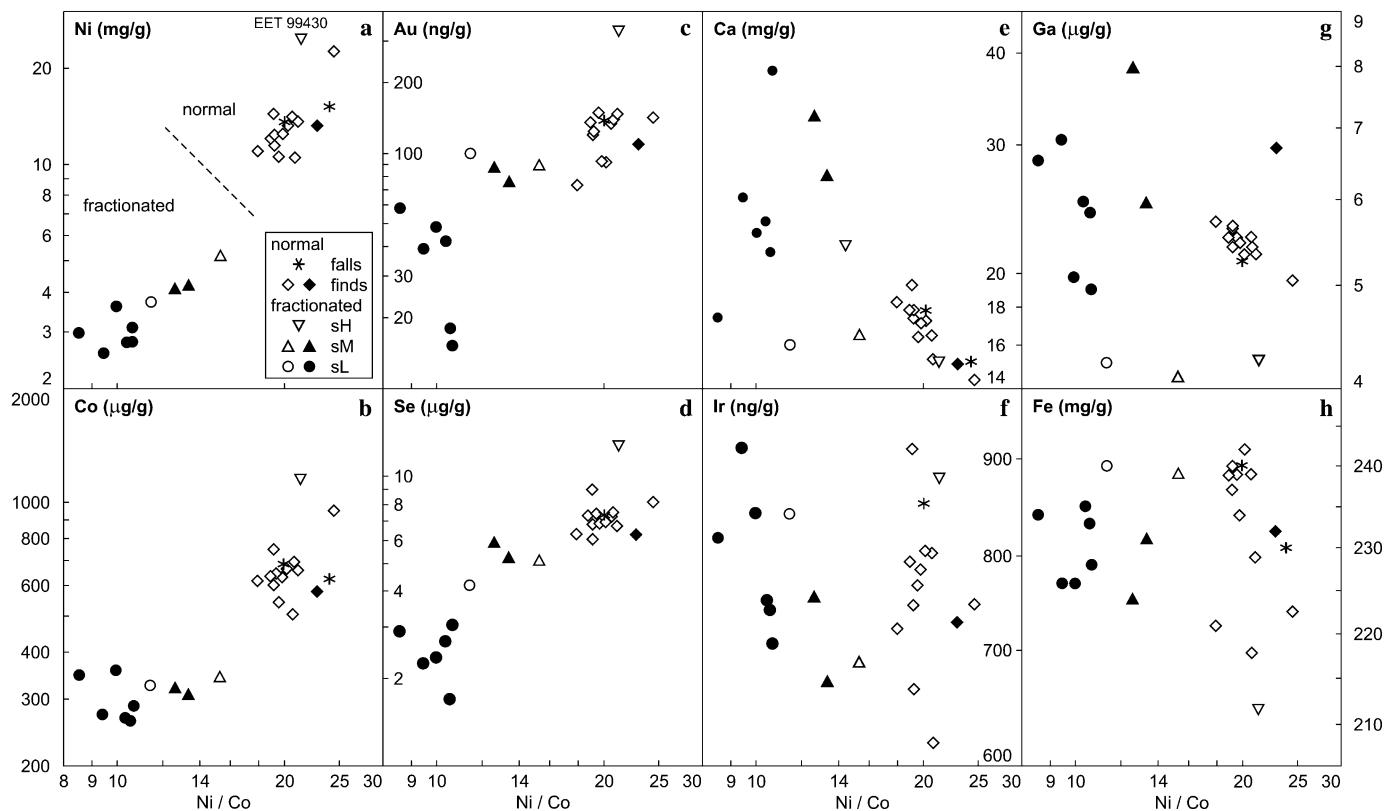 EET 99430
Ni (mg/g) a
Au (ng/g) c
Ca (mg/g) e
Ga (μg/g) g
normal
fractionated
normal
falls
finds
fractionated
sH
sM
sL
Co (μg/g) b
Se (μg/g) d
Ir (ng/g) f
Fe (mg/g) h
20
10
8
6
4
3
2
2000
1000
800
600
400
300
200
200
100
30
20
10
8
6
4
2
40
30
20
18
16
14
900
800
700
600
9
8
7
6
5
4
240
230
220
210
8 9 10 14 20 25 30
9 10 14 20 25 30
9 10 14 20 25 30
9 10 14 20 25 30
Ni / Co
Ni / Co
Ni / Co
Ni / Co